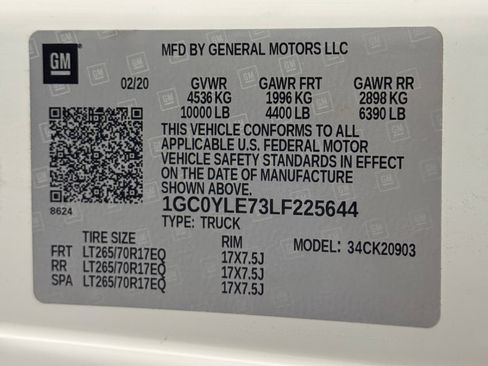 GM
MFD BY GENERAL MOTORS LLC
02/20 GVWR GAWR FRT GAWR RR
4536 KG 1996 KG 2898 KG
10000 LB 4400 LB 6390 LB
THIS VEHICLE CONFORMS TO ALL
APPLICABLE U.S. FEDERAL MOTOR
VEHICLE SAFETY STANDARDS IN EFFECT
ON THE DATE OF MANUFACTURE
SHOWN ABOVE.
8624 1GC0YLE73LF225644
TYPE: TRUCK
TIRE SIZE RIM MODEL: 34CK20903
FRT LT265/70R17EQ 17X7.5J
RR LT265/70R17EQ 17X7.5J
SPA LT265/70R17EQ 17X7.5J